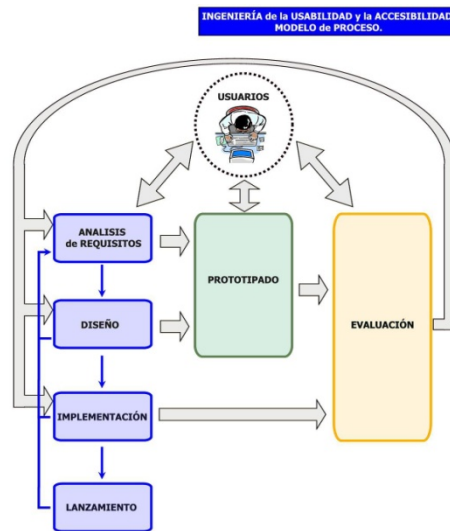 INGENIERÍA de la USABILIDAD y la ACCESIBILIDAD
MODELO de PROCESO.
USUARIOS
ANALISIS
de REQUISITOS
PROTOTIPADO
DISEÑO
EVALUACIÓN
IMPLEMENTACIÓN
LANZAMIENTO